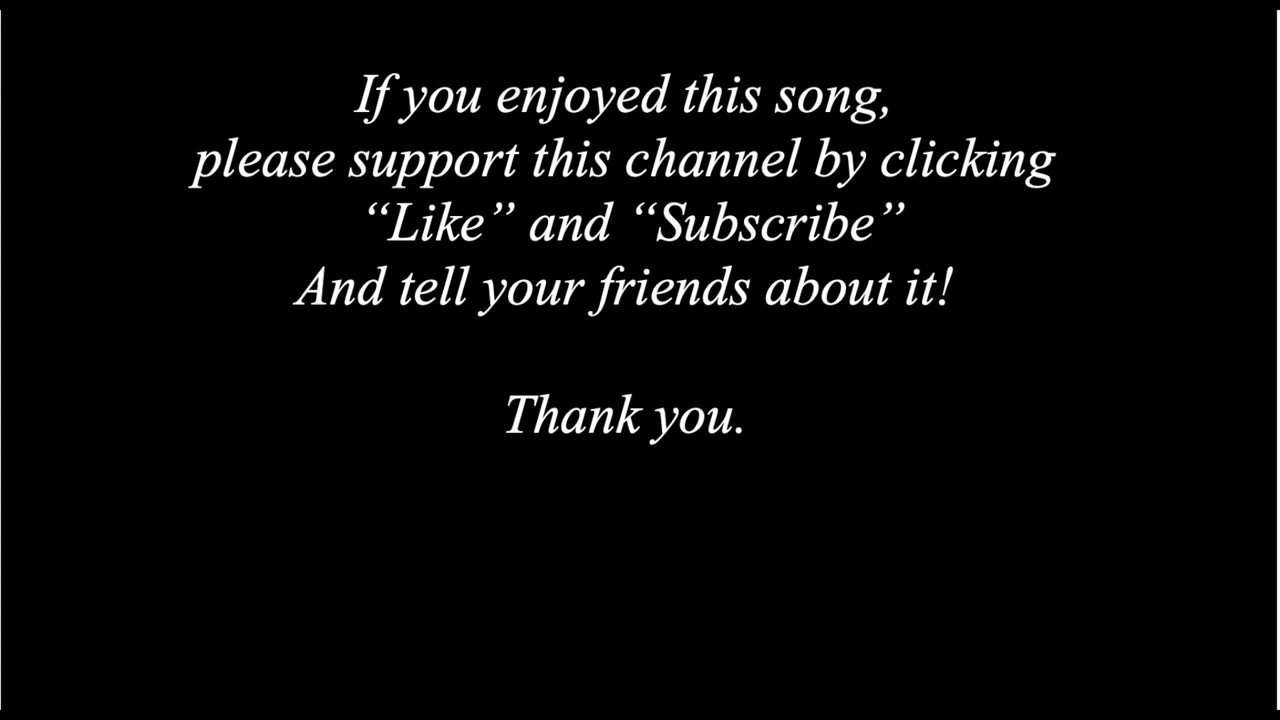 If you enjoyed this song,
please support this channel by clicking
“Like” and “Subscribe”
And tell your friends about it!
Thank you.